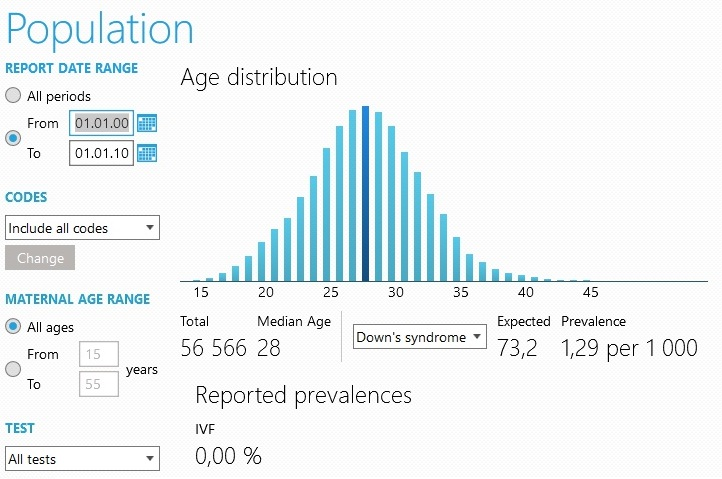 Population
REPORT DATE RANGE
All periods
From 01.01.00
To 01.01.10
CODES
Include all codes
Change
MATERNAL AGE RANGE
All ages
From 15
To 55
years
TEST
All tests
Age distribution
15 20 25 30 35 40 45
Total Median Age Expected Prevalence
56 566 28 Down's syndrome 73,2 1,29 per 1 000
Reported prevalences
IVF
0,00 %